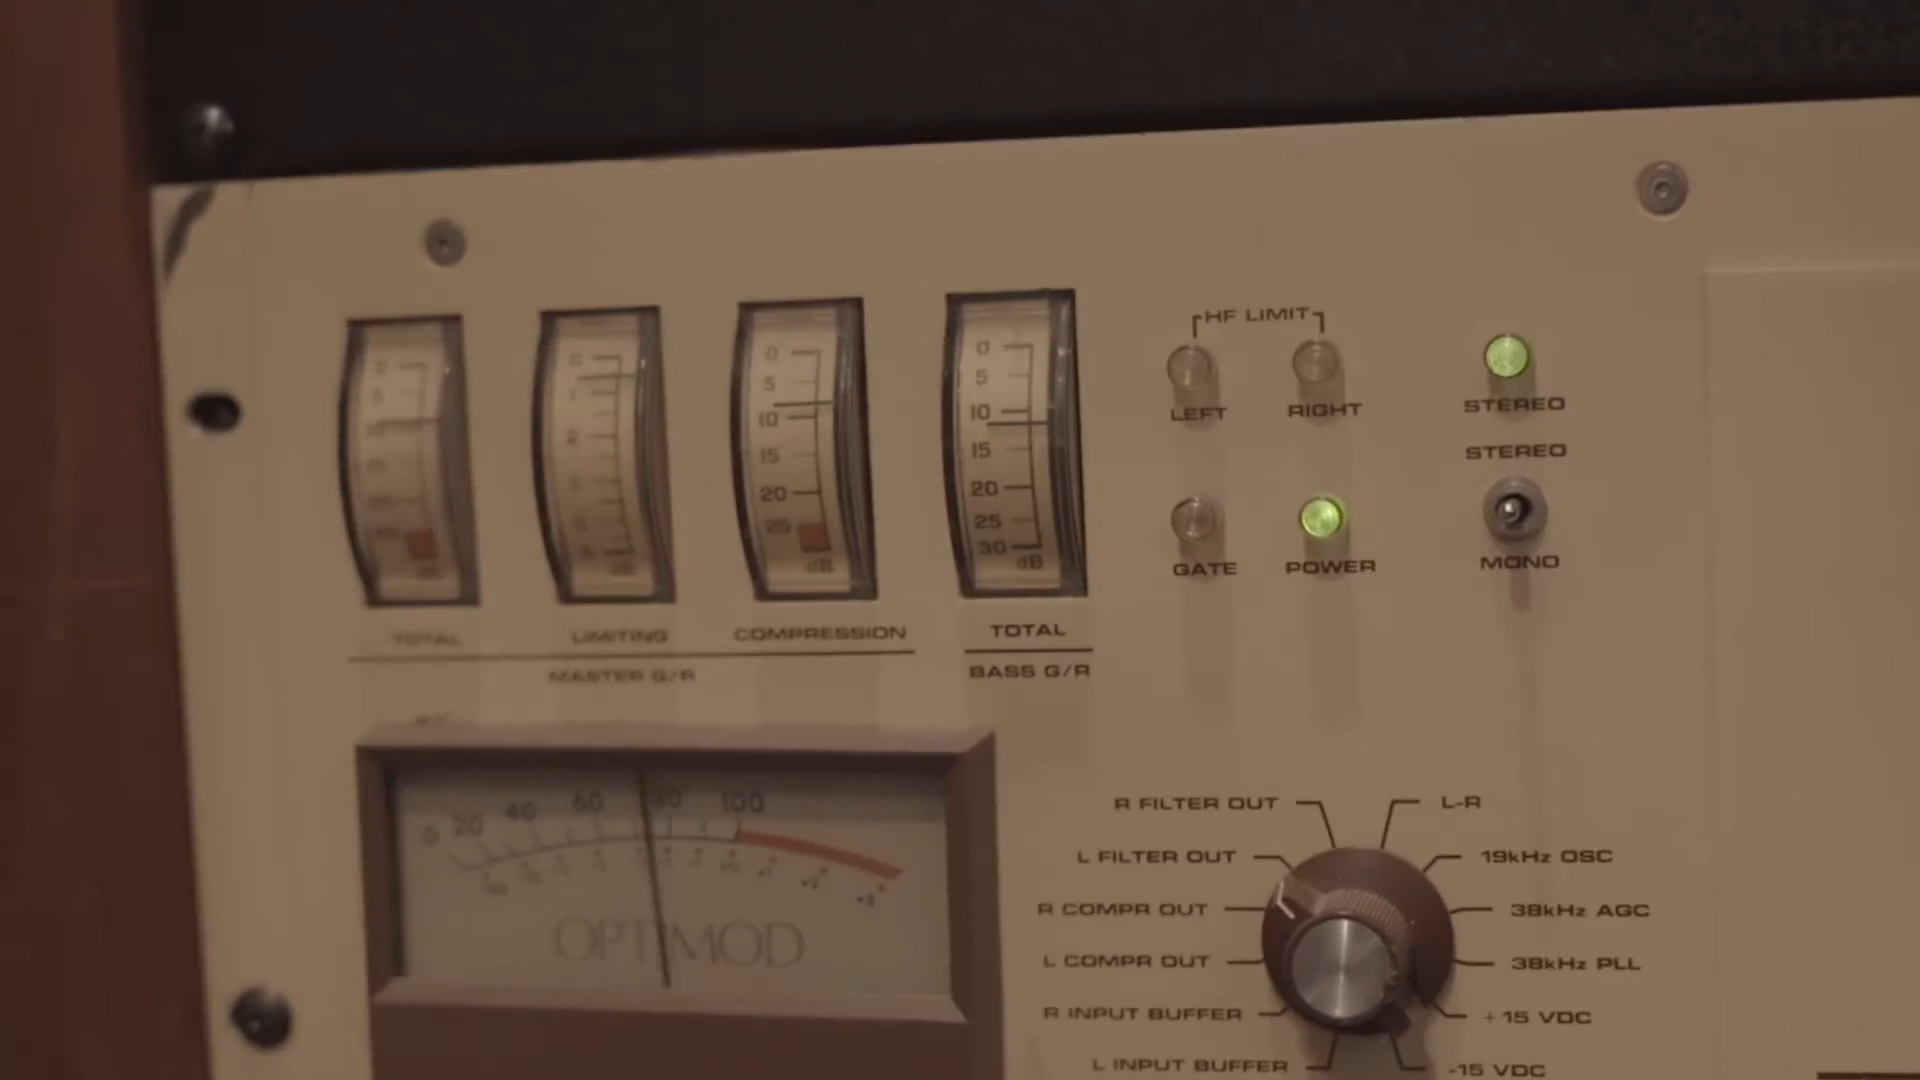 HF LIMIT
LEFT
RIGHT
STEREO
STEREO
MONO
GATE
POWER
0
5
10
15
20
25
dB
0
5
10
15
20
25
30
dB
TOTAL
LIMITING
COMPRESSION
MASTER G/R
TOTAL
BASS G/R
0 20 40 60 80 100
OPTIMOD
R FILTER OUT
L-R
L FILTER OUT
19kHz OSC
R COMPR OUT
38kHz AGC
L COMPR OUT
38kHz PLL
R INPUT BUFFER
+15 VDC
L INPUT BUFFER
-15 VDC